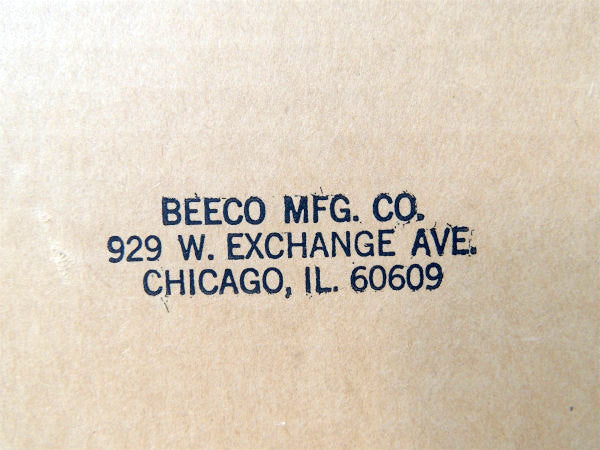 BEECO MFG. CO.
929 W. EXCHANGE AVE.
CHICAGO, IL. 60609